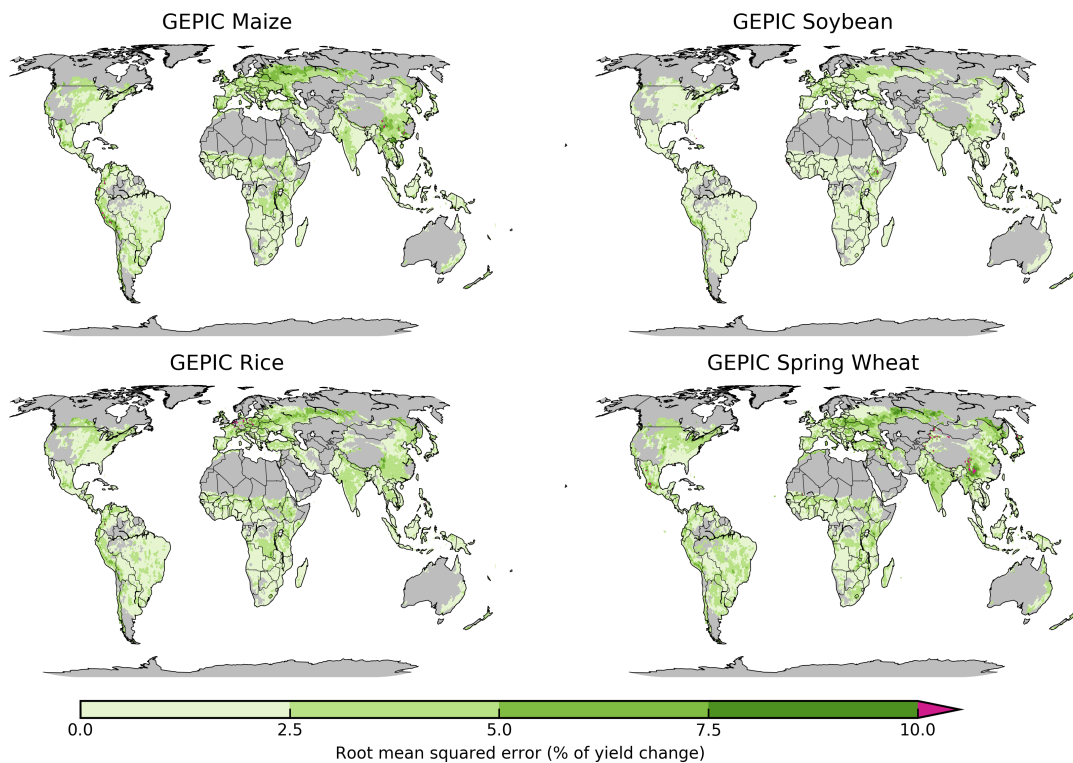 GEPIC Maize
GEPIC Soybean
GEPIC Rice
GEPIC Spring Wheat
0.0 2.5 5.0 7.5 10.0
Root mean squared error (% of yield change)